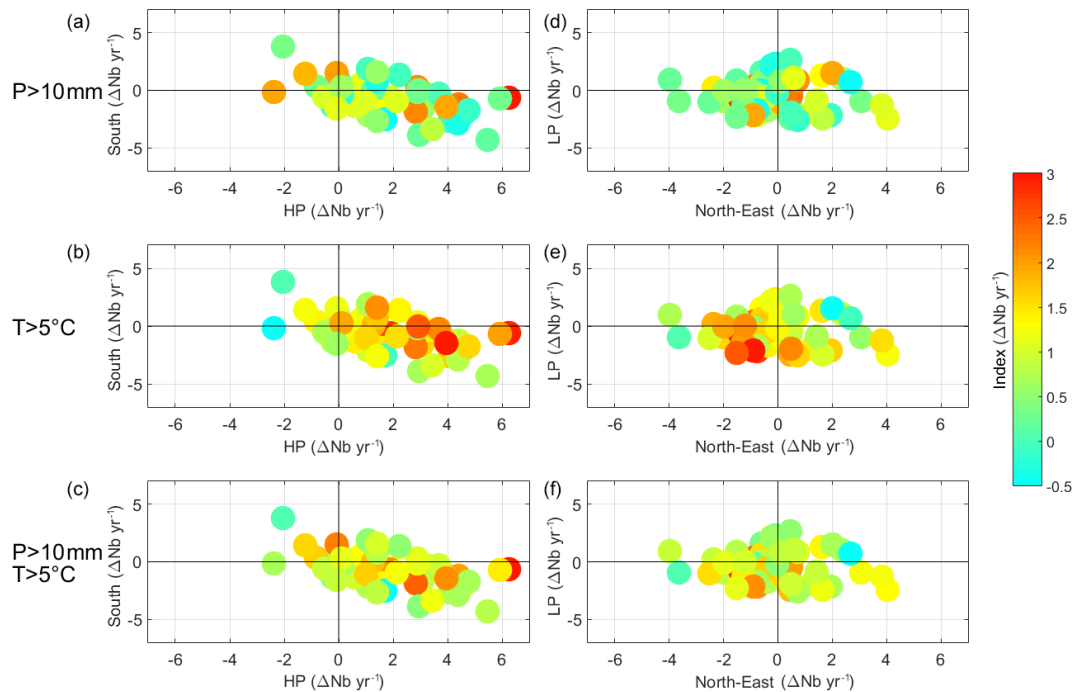 (a)
P>10mm
South (ΔNb yr⁻¹)
5
0
-5
-6 -4 -2 0 2 4 6
HP (ΔNb yr⁻¹)
(d)
LP (ΔNb yr⁻¹)
5
0
-5
-6 -4 -2 0 2 4 6
North-East (ΔNb yr⁻¹)
(b)
T>5°C
South (ΔNb yr⁻¹)
5
0
-5
-6 -4 -2 0 2 4 6
HP (ΔNb yr⁻¹)
(e)
LP (ΔNb yr⁻¹)
5
0
-5
-6 -4 -2 0 2 4 6
North-East (ΔNb yr⁻¹)
(c)
P>10mm
T>5°C
South (ΔNb yr⁻¹)
5
0
-5
-6 -4 -2 0 2 4 6
HP (ΔNb yr⁻¹)
(f)
LP (ΔNb yr⁻¹)
5
0
-5
-6 -4 -2 0 2 4 6
North-East (ΔNb yr⁻¹)
Index (ΔNb yr⁻¹)
3
2.5
2
1.5
1
0.5
0
-0.5